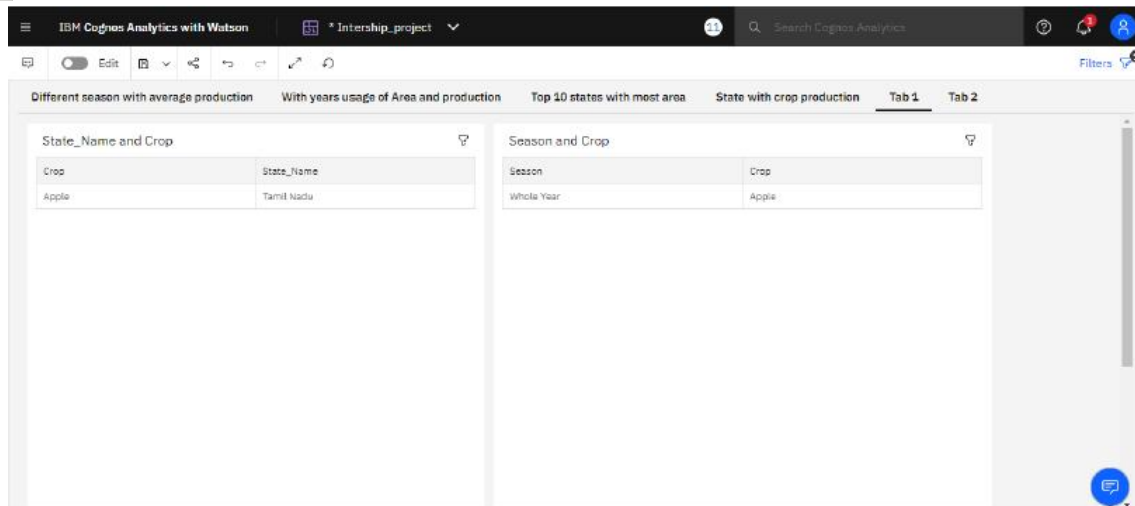 IBM Cognos Analytics with Watson
* Intership_project
11
Search Cognos Analytics
1
Edit
Filters
Different season with average production
With years usage of Area and production
Top 10 states with most area
State with crop production
Tab 1
Tab 2
State_Name and Crop
Crop
State_Name
Apple
Tamil Nadu
Season and Crop
Season
Crop
Whole Year
Apple